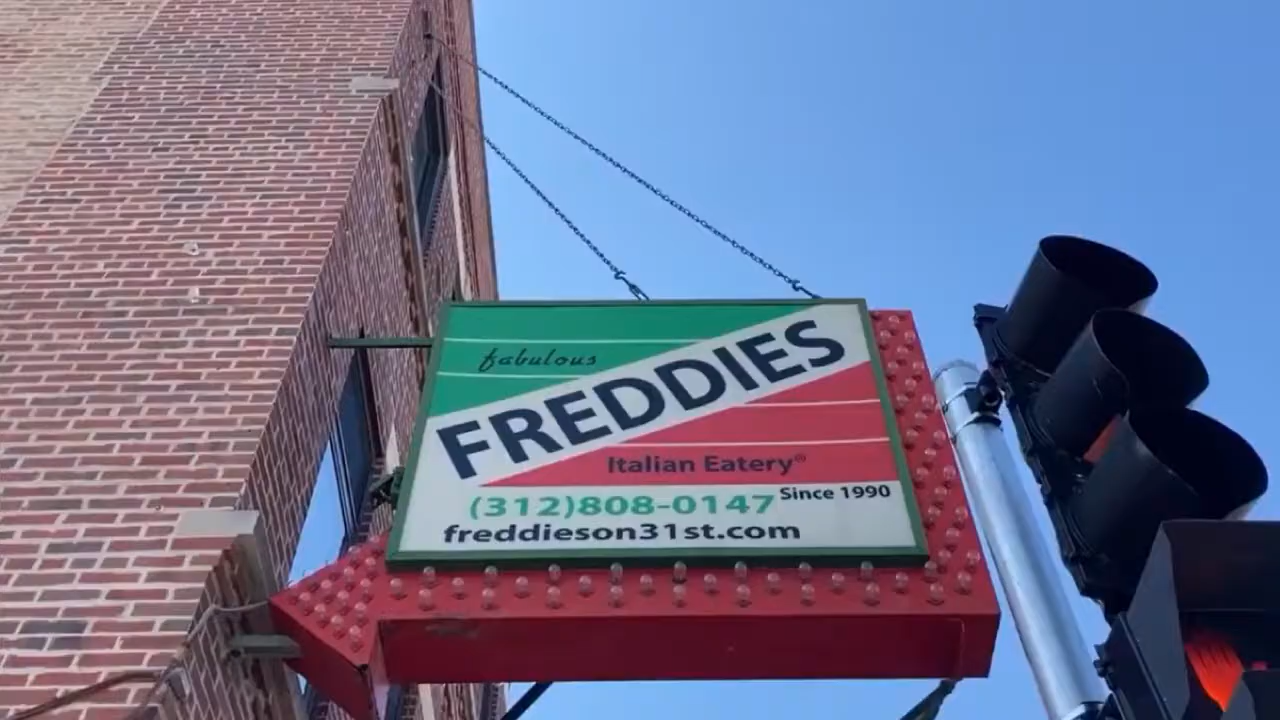 fabulous
FREDDIES
Italian Eatery®
Since 1990
(312)808-0147
freddieson31st.com